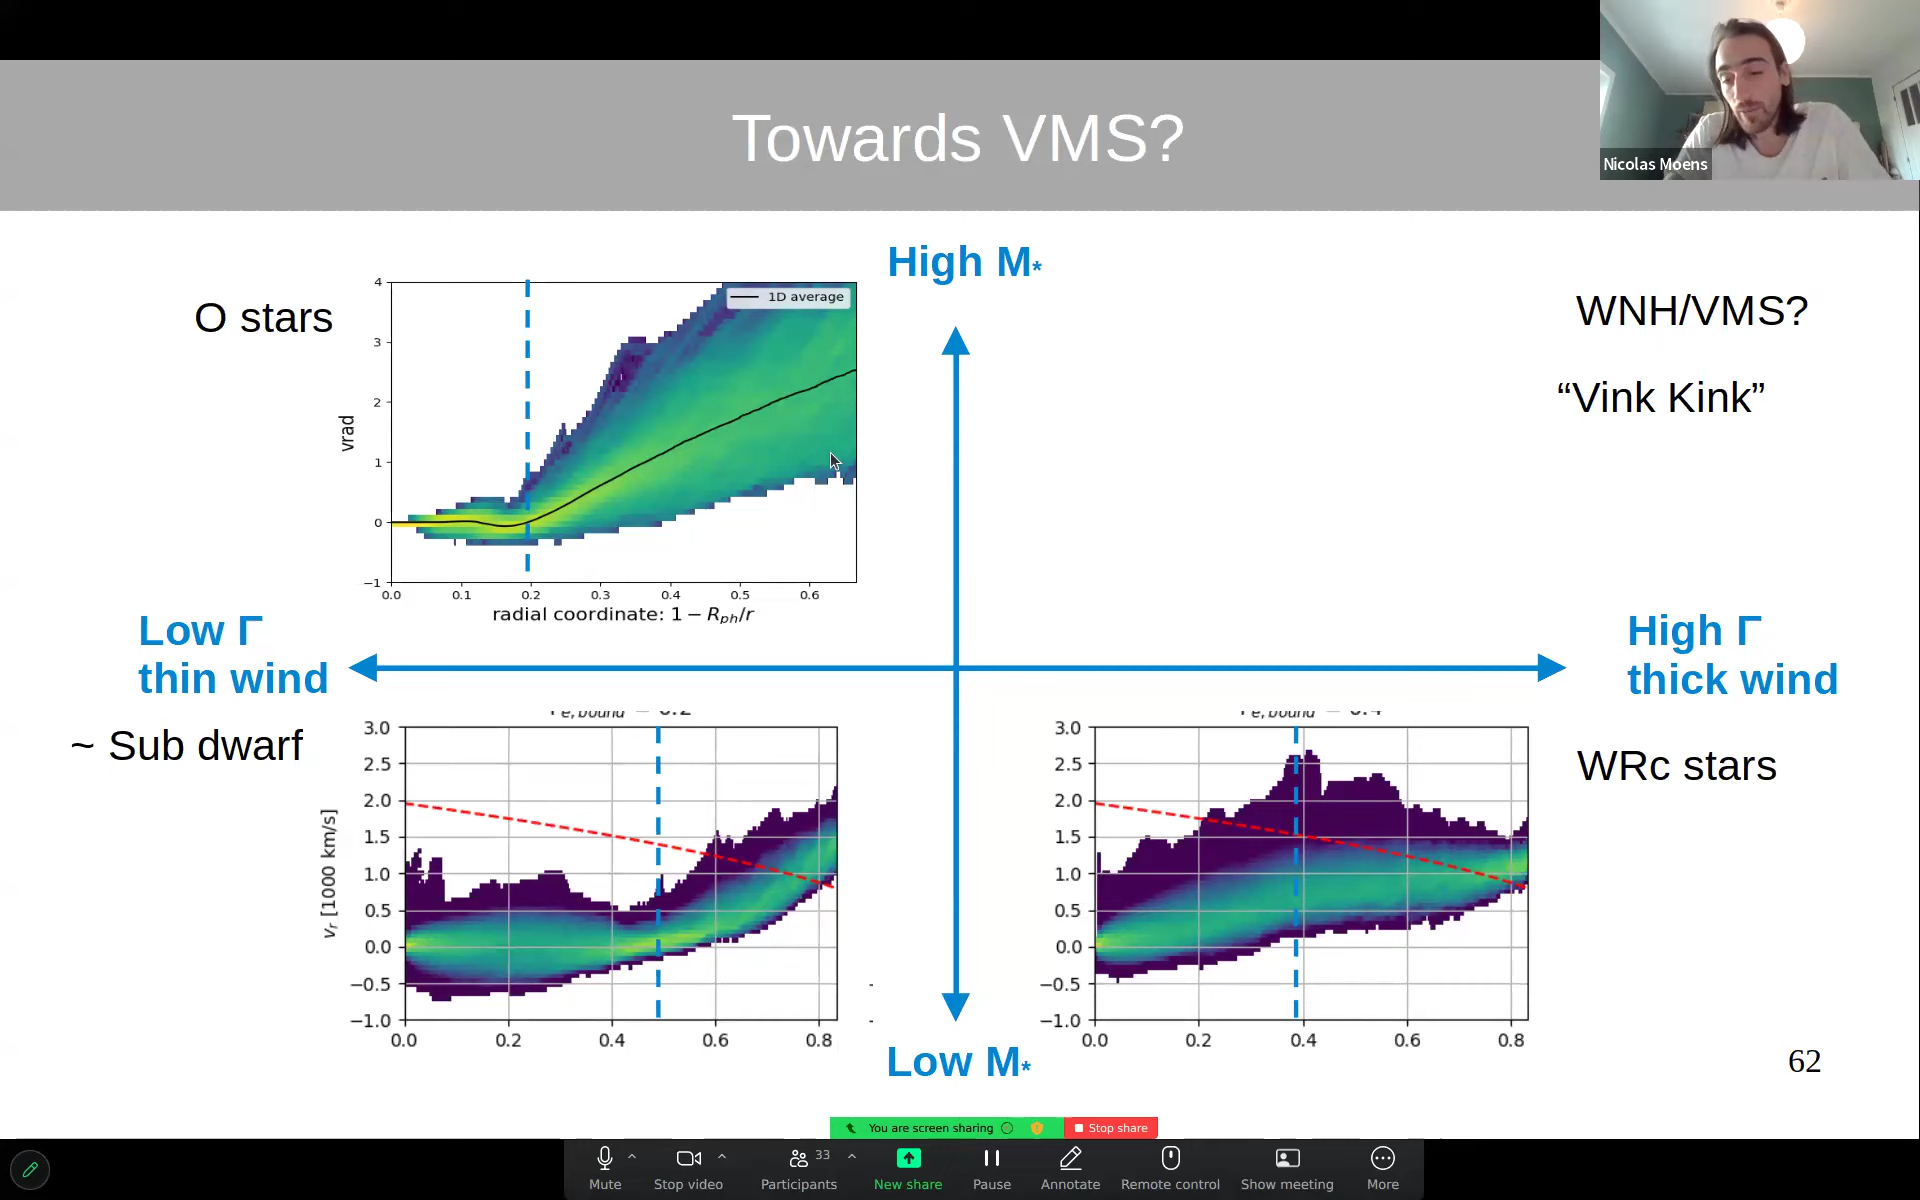 Towards VMS?
Nicolas Moens
High M*
O stars
WNH/VMS?
"Vink Kink"
1D average
vrad
4
3
2
1
0
−1
0.0 0.1 0.2 0.3 0.4 0.5 0.6
radial coordinate: 1 − Rph/r
Low Γ
thin wind
High Γ
thick wind
~ Sub dwarf
WRc stars
vr [1000 km/s]
3.0
2.5
2.0
1.5
1.0
0.5
0.0
−0.5
−1.0
0.0 0.2 0.4 0.6 0.8
3.0
2.5
2.0
1.5
1.0
0.5
0.0
−0.5
−1.0
0.0 0.2 0.4 0.6 0.8
Low M*
62
You are screen sharing
Stop share
33
Mute
Stop video
Participants
New share
Pause
Annotate
Remote control
Show meeting
More